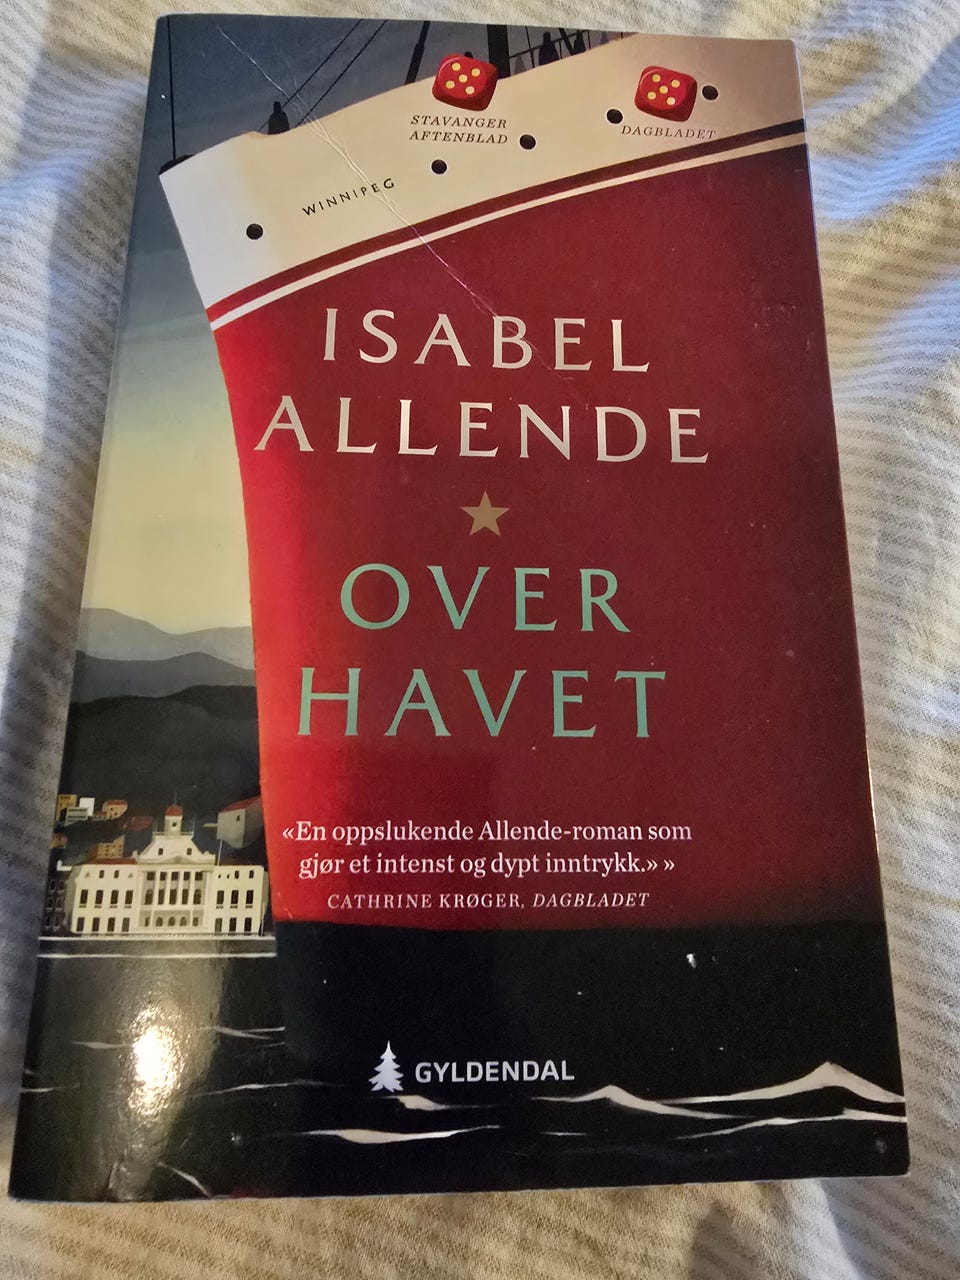 STAVANGER
AFTENBLAD
DAGBLADET
WINNIPEG
ISABEL
ALLENDE
OVER
HAVET
«En oppslukende Allende-roman som
gjør et intenst og dypt inntrykk.» »
CATHRINE KRØGER, DAGBLADET
GYLDENDAL